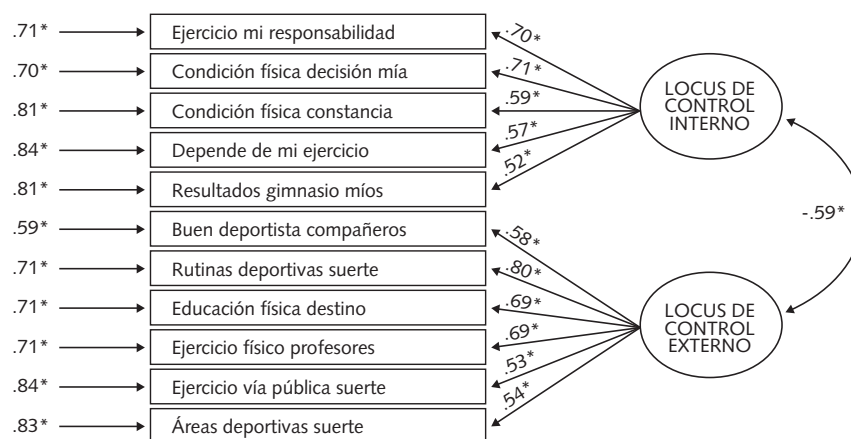 .71* Ejercicio mi responsabilidad .70*
.70* Condición física decisión mía .71*
.81* Condición física constancia .59*
.84* Depende de mi ejercicio .57*
.81* Resultados gimnasio míos .52*
LOCUS DE
CONTROL
INTERNO
-.59*
.59* Buen deportista compañeros .58*
.71* Rutinas deportivas suerte .80*
.71* Educación física destino .69*
.71* Ejercicio físico profesores .69*
.84* Ejercicio vía pública suerte .53*
.83* Áreas deportivas suerte .54*
LOCUS DE
CONTROL
EXTERNO